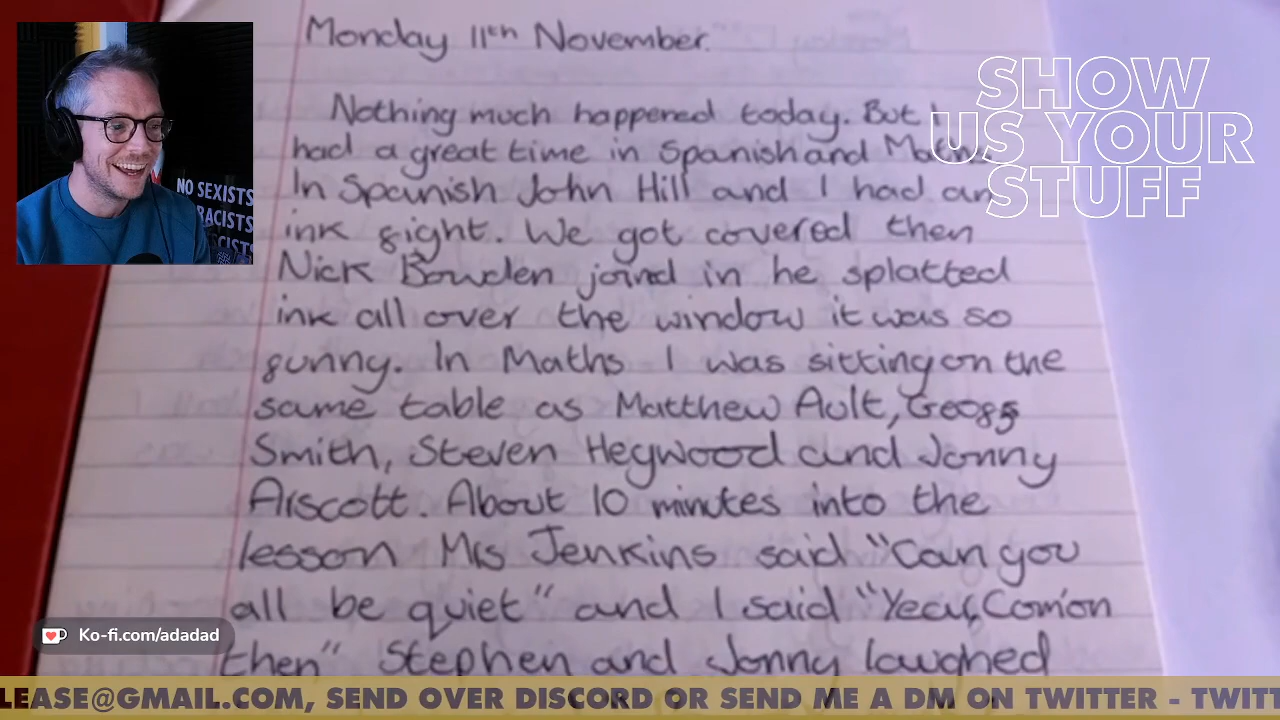 Monday 11th November.
Nothing much happened today. But I
had a great time in Spanish and Maths.
In Spanish John Hill and I had an
ink fight. We got covered then
Nick Bowden joind in he splatted
ink all over the window it was so
funny. In Maths I was sitting on the
same table as Matthew Ault, Geoff
Smith, Steven Heywood and Jonny
Arscott. About 10 minutes into the
lesson Mrs Jenkins said "Can you
all be quiet" and I said "Yeah, Com'on
then" Stephen and Jonny laughed
SHOW
US YOUR
STUFF
NO SEXISTS
RACISTS
Ko-fi.com/adadad
LEASE@GMAIL.COM, SEND OVER DISCORD OR SEND ME A DM ON TWITTER - TWITT